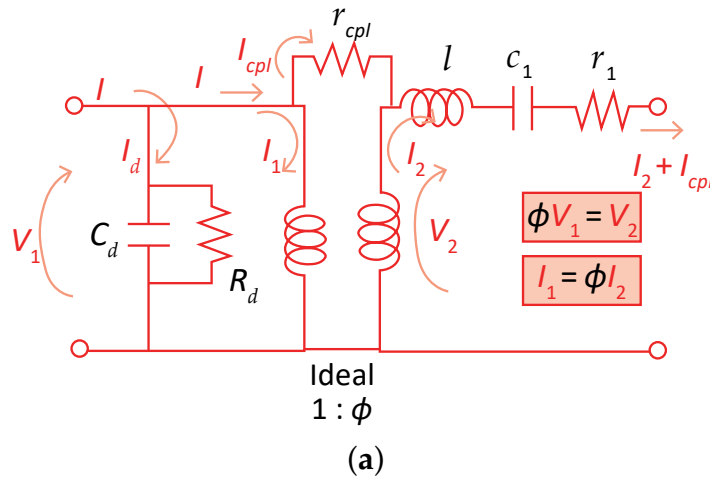 r_cpl
I_cpl
l
c_1
r_1
I
I
I_d
I_1
I_2
I_2 + I_cpl
V_1
C_d
R_d
V_2
ϕV_1 = V_2
I_1 = ϕI_2
Ideal
1 : ϕ
(a)